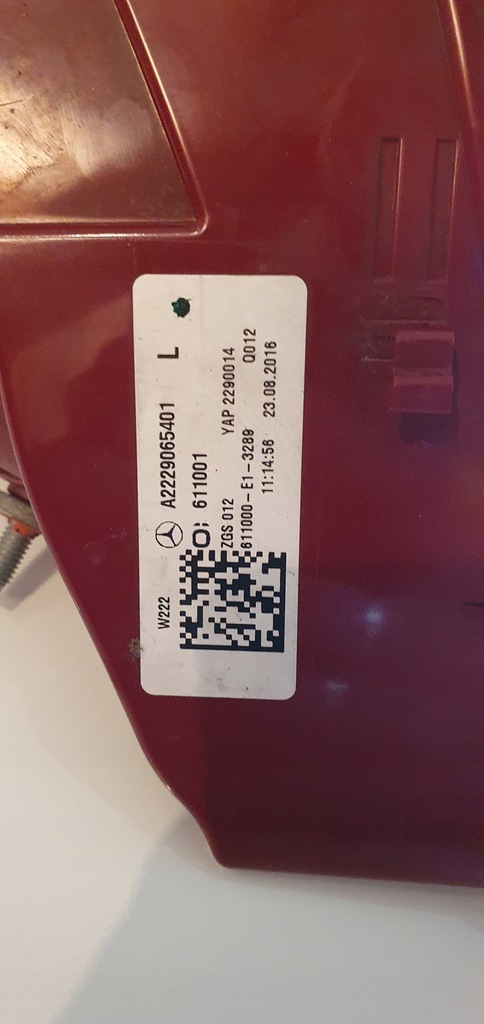 W222 A2229065401 L
O; 611001
ZGS 012 YAP 2290014
611000-E1-3289 Q012
11:14:56 23.08.2016